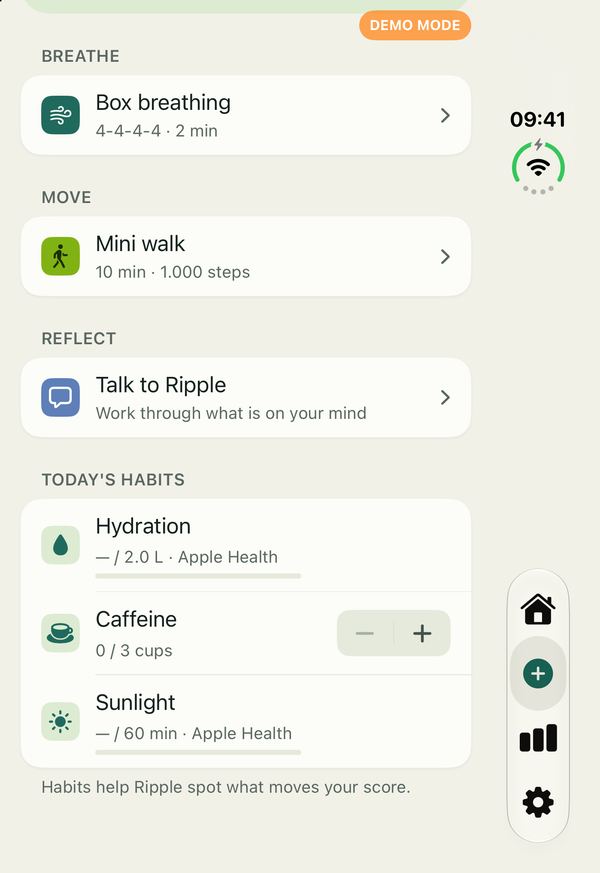 DEMO MODE
BREATHE
Box breathing
4-4-4-4 · 2 min
09:41
MOVE
Mini walk
10 min · 1.000 steps
REFLECT
Talk to Ripple
Work through what is on your mind
TODAY'S HABITS
Hydration
— / 2.0 L · Apple Health
Caffeine
0 / 3 cups
Sunlight
— / 60 min · Apple Health
Habits help Ripple spot what moves your score.